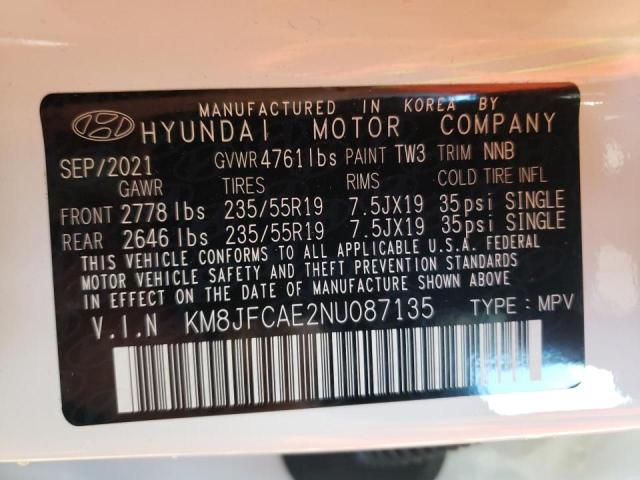 MANUFACTURED IN KOREA BY
HYUNDAI MOTOR COMPANY
SEP/2021 GVWR4761lbs PAINT TW3 TRIM NNB
GAWR TIRES RIMS COLD TIRE INFL
FRONT 2778 lbs 235/55R19 7.5JX19 35psi SINGLE
REAR 2646 lbs 235/55R19 7.5JX19 35psi SINGLE
THIS VEHICLE CONFORMS TO ALL APPLICABLE U.S.A. FEDERAL
MOTOR VEHICLE SAFETY AND THEFT PREVENTION STANDARDS
IN EFFECT ON THE DATE OF MANUFACTURE SHOWN ABOVE
V.I.N KM8JFCAE2NU087135 TYPE : MPV